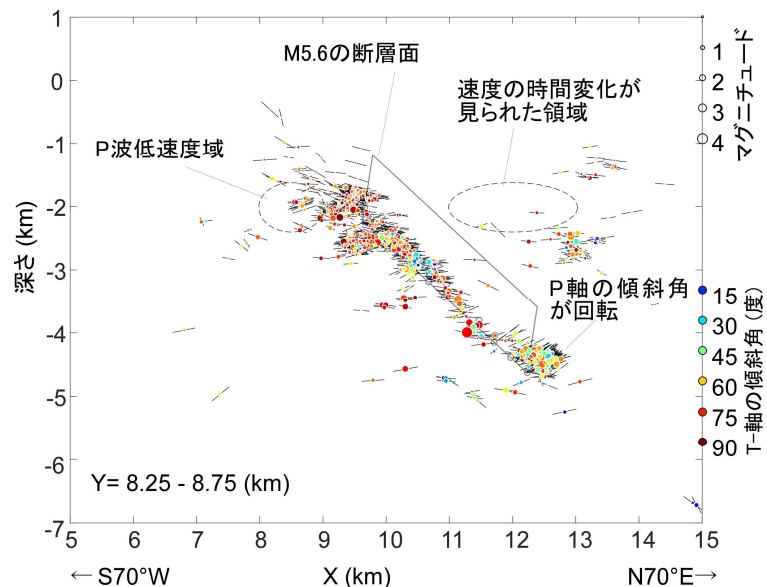 M5.6の断層面
速度の時間変化が
見られた領域
P波低速度域
P軸の傾斜角
が回転
深さ (km)
1
0
-1
-2
-3
-4
-5
-6
-7
Y= 8.25 - 8.75 (km)
5 6 7 8 9 10 11 12 13 14 15
← S70°W X (km) N70°E→
1
2
3
4
マグニチュード
15
30
45
60
75
90
T-軸の傾斜角 (度)